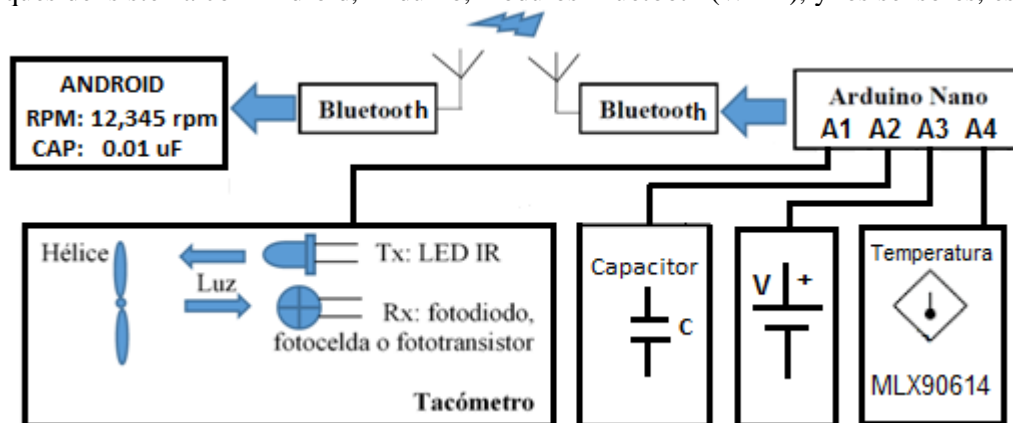 ANDROID
RPM: 12,345 rpm
CAP: 0.01 uF
Bluetooth
Bluetooth
Arduino Nano
A1 A2 A3 A4
Hélice
Luz
Tx: LED IR
Rx: fotodiodo,
fotocelda o fototransistor
Tacómetro
Capacitor
C
V +
Temperatura
MLX90614